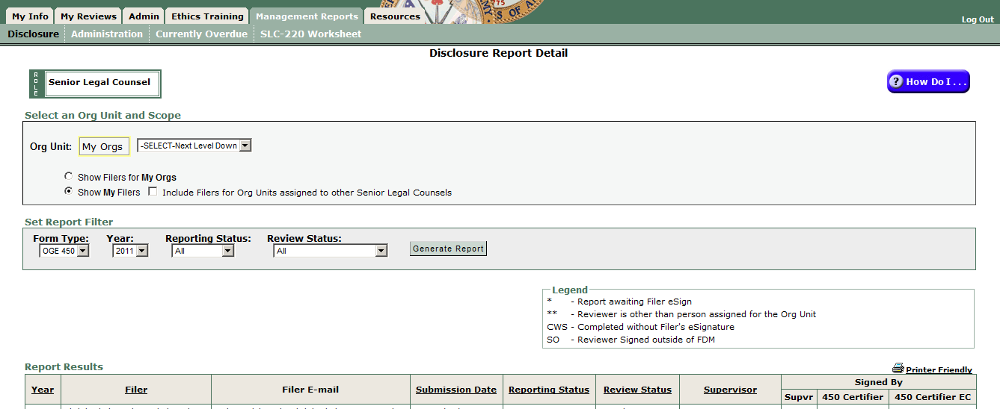 My Info My Reviews Admin Ethics Training Management Reports Resources
Log Out
Disclosure Administration Currently Overdue SLC-220 Worksheet
Disclosure Report Detail
ROLE Senior Legal Counsel
? How Do I...
Select an Org Unit and Scope
Org Unit: My Orgs -SELECT-Next Level Down
Show Filers for My Orgs
Show My Filers Include Filers for Org Units assigned to other Senior Legal Counsels
Set Report Filter
Form Type: Year: Reporting Status: Review Status:
OGE 450 2011 All All Generate Report
Legend
* - Report awaiting Filer eSign
** - Reviewer is other than person assigned for the Org Unit
CWS - Completed without Filer's eSignature
SO - Reviewer Signed outside of FDM
Report Results
Printer Friendly
Year Filer Filer E-mail Submission Date Reporting Status Review Status Supervisor Signed By
Supvr 450 Certifier 450 Certifier EC